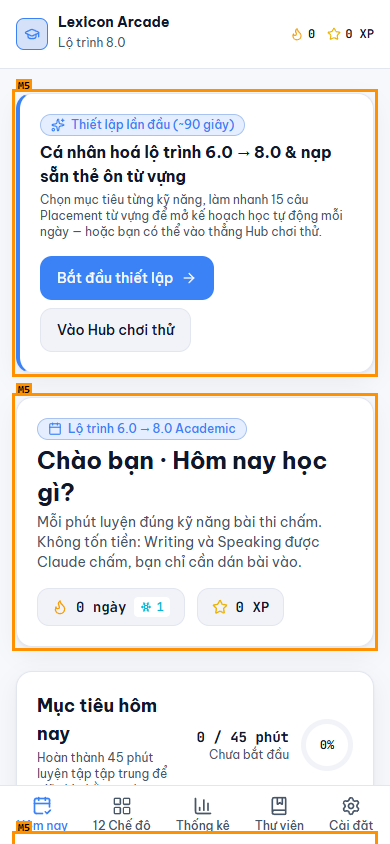 Lexicon Arcade
Lộ trình 8.0
0
0 XP
M5
Thiết lập lần đầu (~90 giây)
Cá nhân hoá lộ trình 6.0 → 8.0 & nạp
sẵn thẻ ôn từ vựng
Chọn mục tiêu từng kỹ năng, làm nhanh 15 câu
Placement từ vựng để mở kế hoạch học tự động mỗi
ngày — hoặc bạn có thể vào thẳng Hub chơi thử.
Bắt đầu thiết lập →
Vào Hub chơi thử
M5
Lộ trình 6.0 → 8.0 Academic
Chào bạn · Hôm nay học
gì?
Mỗi phút luyện đúng kỹ năng bài thi chấm.
Không tốn tiền: Writing và Speaking được
Claude chấm, bạn chỉ cần dán bài vào.
0 ngày
1
0 XP
Mục tiêu hôm
nay
0 / 45 phút
Chưa bắt đầu
0%
Hoàn thành 45 phút
luyện tập tập trung để
nay
12 Chế độ
Thống kê
Thư viện
Cài đặt
M5